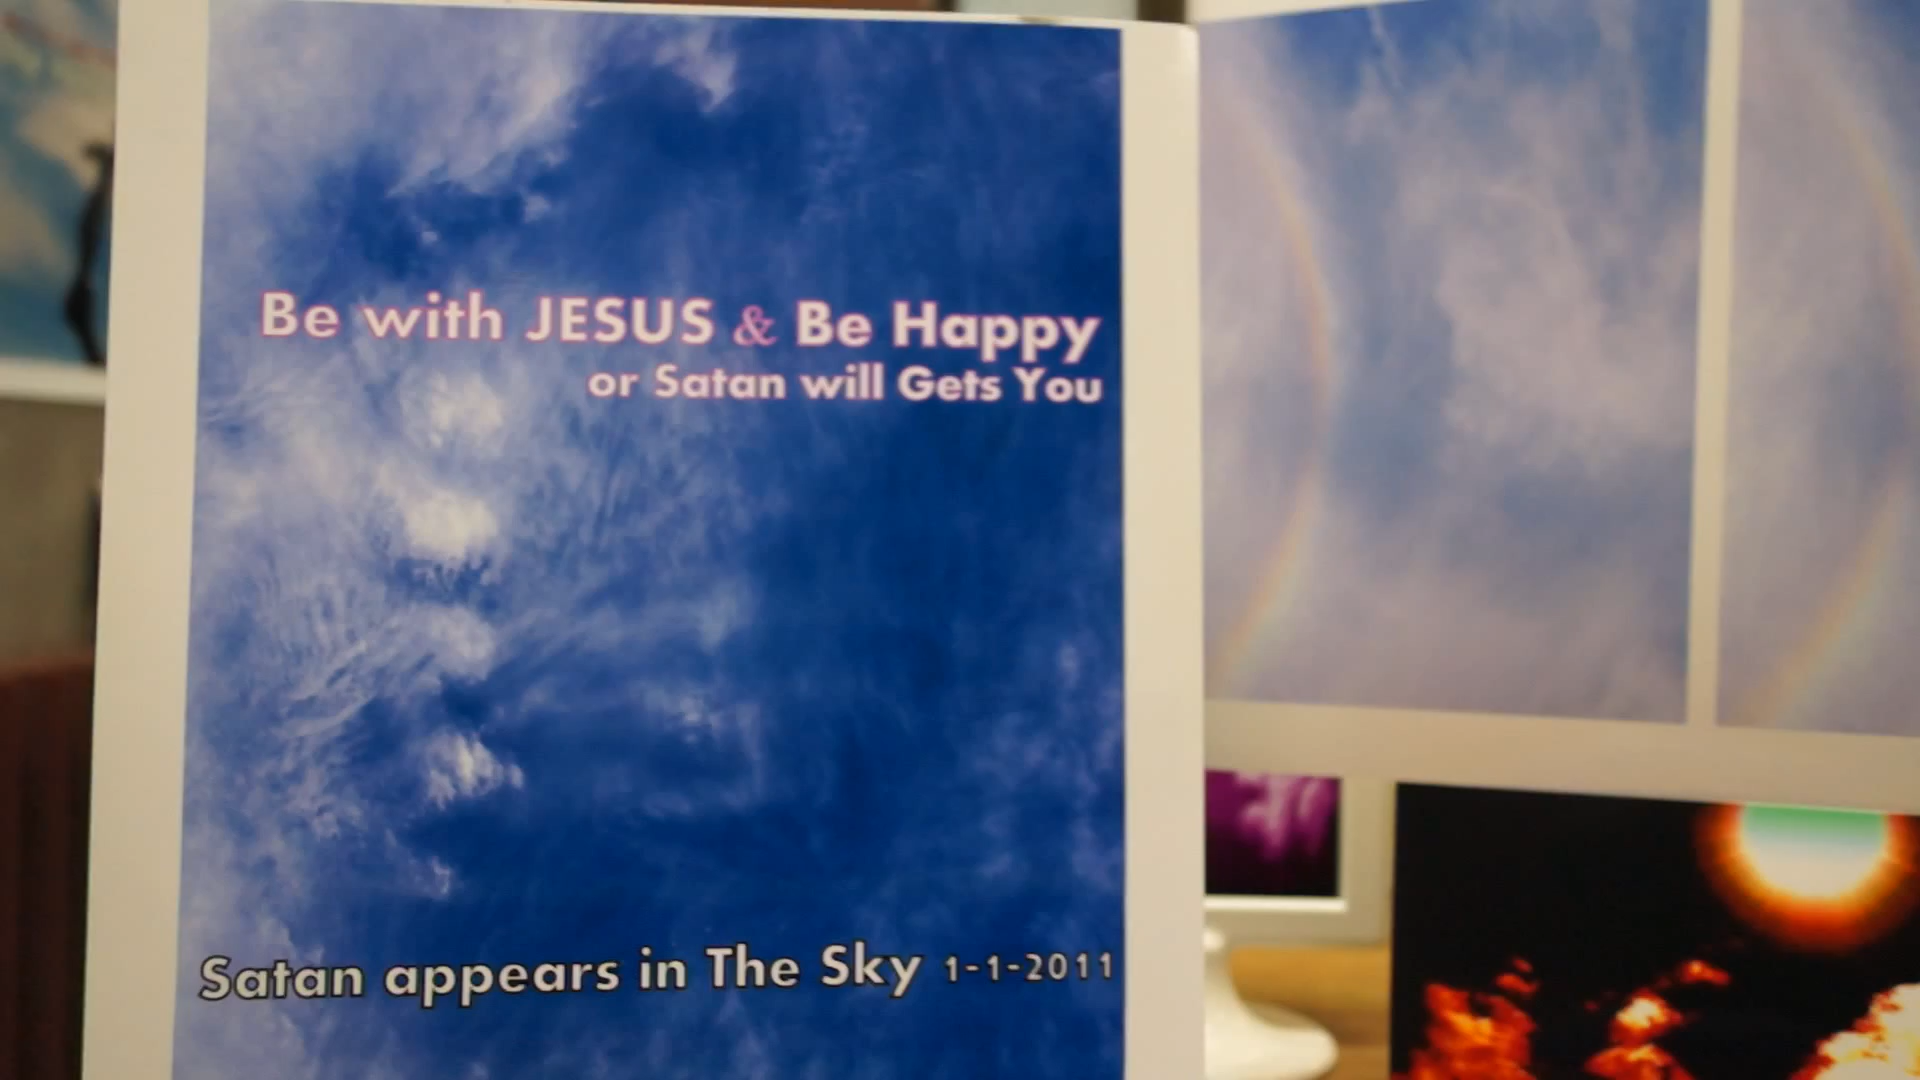 Be with JESUS & Be Happy
or Satan will Gets You
Satan appears in The Sky 1-1-2011